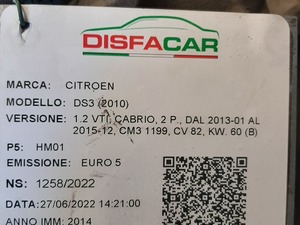 DISFACAR
MARCA: CITROEN
MODELLO: DS3 (2010)
VERSIONE: 1.2 VTI, CABRIO, 2 P., DAL 2013-01 AL
2015-12, CM3 1199, CV 82, KW. 60 (B)
P5: HM01
EMISSIONE: EURO 5
NS: 1258/2022
DATA: 27/06/2022 14:21:00
ANNO IMM: 2014